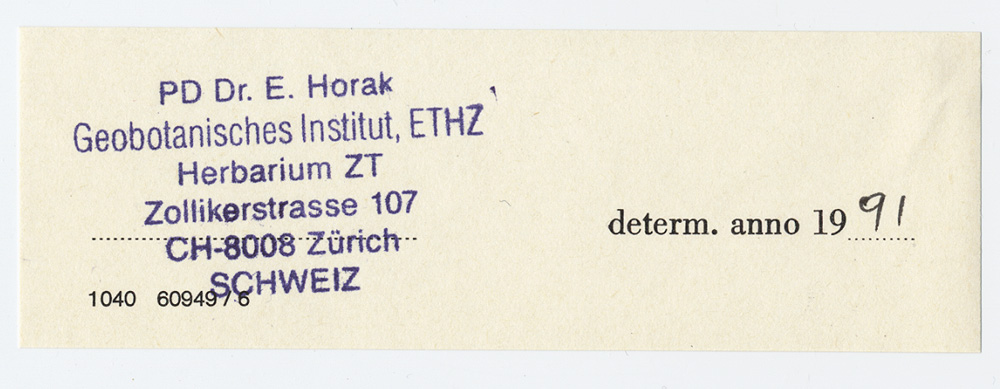 PD Dr. E. Horak
Geobotanisches Institut, ETHZ
Herbarium ZT
Zollikerstrasse 107
CH-8008 Zürich
SCHWEIZ
determ. anno 1991
1040 609497 6